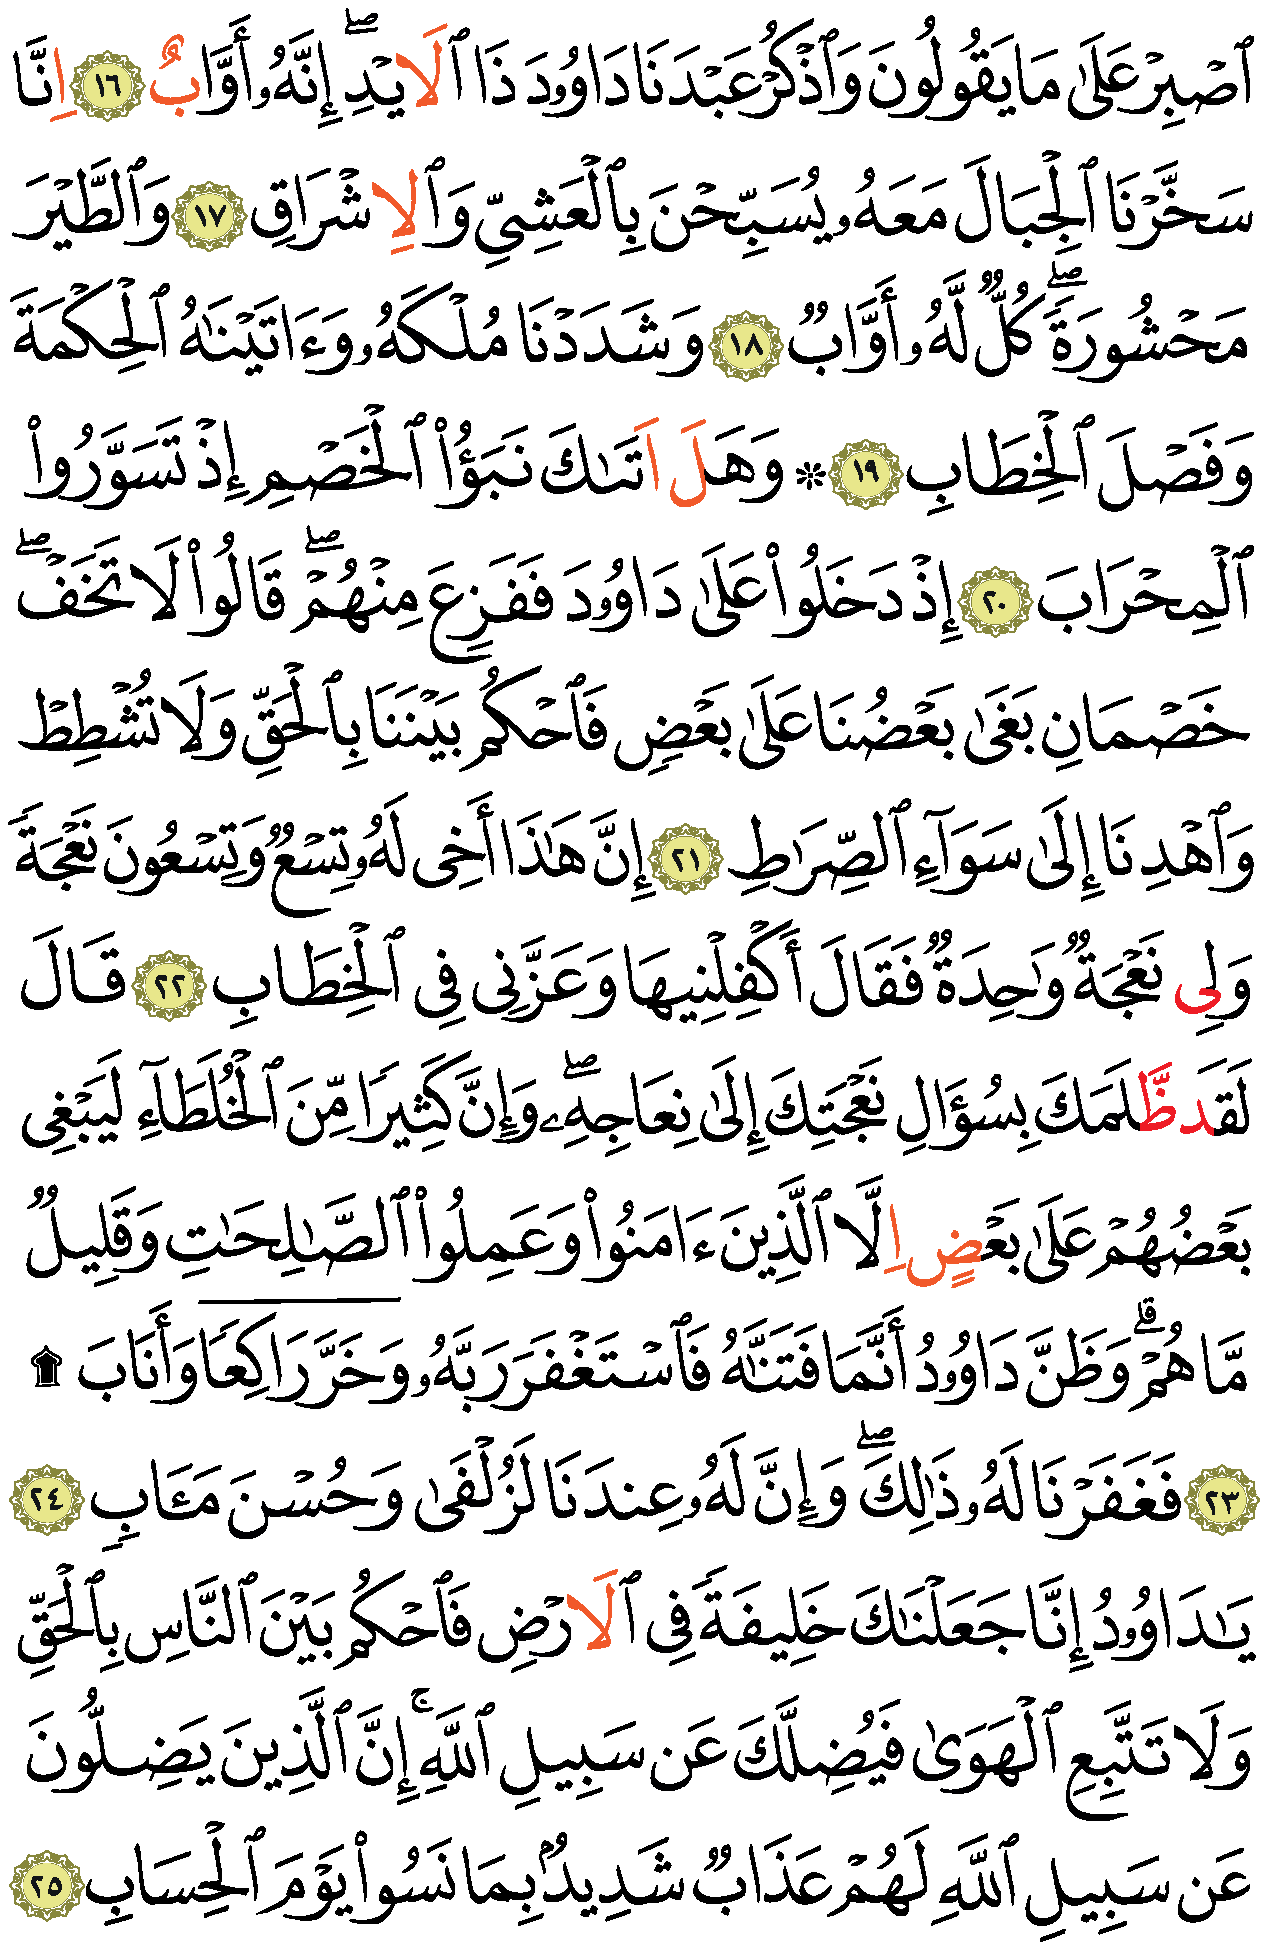 ٱصۡبِرۡ عَلَىٰ مَا يَقُولُونَ وَٱذۡكُرۡ عَبۡدَنَا دَاوُۥدَ ذَا ٱلَايۡدِۖ إِنَّهُۥ أَوَّابٌ ١٦ اِنَّا
سَخَّرۡنَا ٱلۡجِبَالَ مَعَهُۥ يُسَبِّحۡنَ بِٱلۡعَشِيِّ وَٱلِاشۡرَاقِ ١٧ وَٱلطَّيۡرَ
مَحۡشُورَةٗۖ كُلّٞ لَّهُۥ أَوَّابٞ ١٨ وَشَدَدۡنَا مُلۡكَهُۥ وَءَاتَيۡنَٰهُ ٱلۡحِكۡمَةَ
وَفَصۡلَ ٱلۡخِطَابِ ١٩ ۞ وَهَلَ اَتَىٰكَ نَبَؤُاْ ٱلۡخَصۡمِ إِذۡ تَسَوَّرُواْ
ٱلۡمِحۡرَابَ ٢٠ إِذۡ دَخَلُواْ عَلَىٰ دَاوُۥدَ فَفَزِعَ مِنۡهُمۡۖ قَالُواْ لَا تَخَفۡۖ
خَصۡمَانِ بَغَىٰ بَعۡضُنَا عَلَىٰ بَعۡضٖ فَٱحۡكُم بَيۡنَنَا بِٱلۡحَقِّ وَلَا تُشۡطِطۡ
وَٱهۡدِنَا إِلَىٰ سَوَآءِ ٱلصِّرَٰطِ ٢١ إِنَّ هَٰذَا أَخِي لَهُۥ تِسۡعٞ وَتِسۡعُونَ نَعۡجَةٗ
وَلِي نَعۡجَةٞ وَٰحِدَةٞ فَقَالَ أَكۡفِلۡنِيهَا وَعَزَّنِي فِي ٱلۡخِطَابِ ٢٢ قَالَ
لَقَد ظَّلَمَكَ بِسُؤَالِ نَعۡجَتِكَ إِلَىٰ نِعَاجِهِۦۖ وَإِنَّ كَثِيرٗا مِّنَ ٱلۡخُلَطَآءِ لَيَبۡغِي
بَعۡضُهُمۡ عَلَىٰ بَعۡضٍ اِلَّا ٱلَّذِينَ ءَامَنُواْ وَعَمِلُواْ ٱلصَّٰلِحَٰتِ وَقَلِيلٞ
مَّا هُمۡۗ وَظَنَّ دَاوُۥدُ أَنَّمَا فَتَنَّٰهُ فَٱسۡتَغۡفَرَ رَبَّهُۥ وَخَرَّ رَاكِعٗا وَأَنَابَ ۩
٢٣ فَغَفَرۡنَا لَهُۥ ذَٰلِكَۖ وَإِنَّ لَهُۥ عِندَنَا لَزُلۡفَىٰ وَحُسۡنَ مَـَٔابٖ ٢٤
يَٰدَاوُۥدُ إِنَّا جَعَلۡنَٰكَ خَلِيفَةٗ فِي ٱلَارۡضِ فَٱحۡكُم بَيۡنَ ٱلنَّاسِ بِٱلۡحَقِّ
وَلَا تَتَّبِعِ ٱلۡهَوَىٰ فَيُضِلَّكَ عَن سَبِيلِ ٱللَّهِۚ إِنَّ ٱلَّذِينَ يَضِلُّونَ
عَن سَبِيلِ ٱللَّهِ لَهُمۡ عَذَابٞ شَدِيدُۢ بِمَا نَسُواْ يَوۡمَ ٱلۡحِسَابِ ٢٥